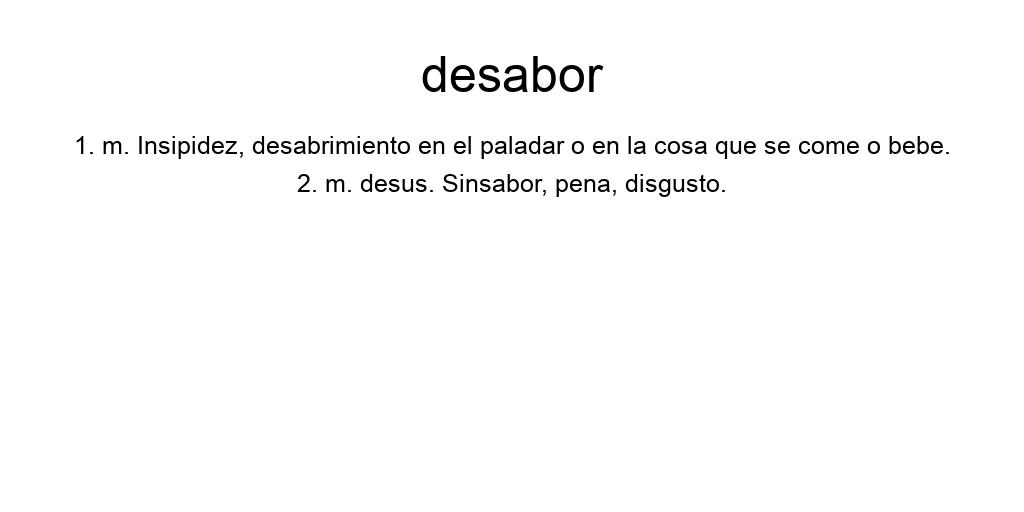 desabor
1. m. Insipidez, desabrimiento en el paladar o en la cosa que se come o bebe.
2. m. desus. Sinsabor, pena, disgusto.